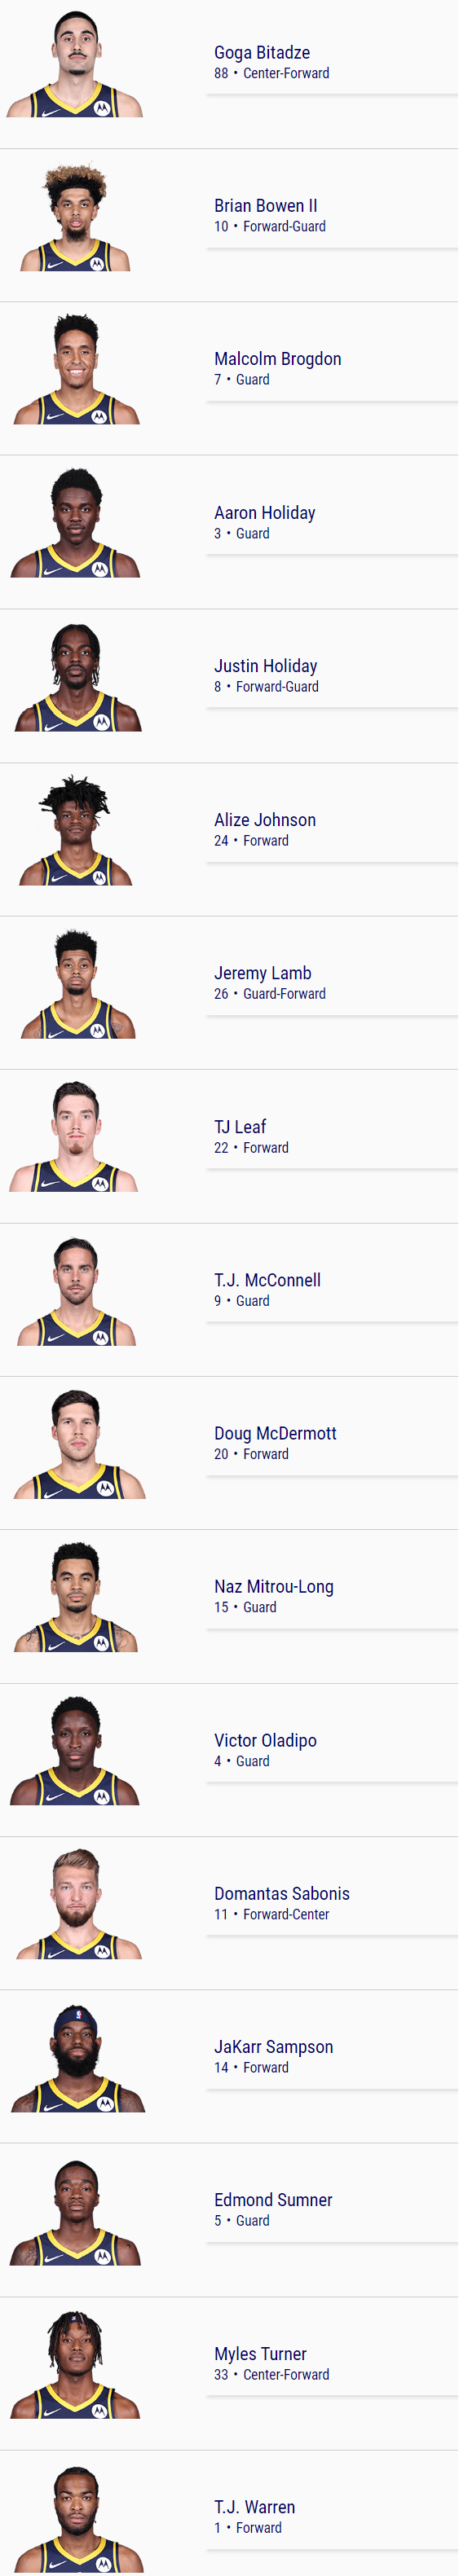 Goga Bitadze
88 • Center-Forward
Brian Bowen II
10 • Forward-Guard
Malcolm Brogdon
7 • Guard
Aaron Holiday
3 • Guard
Justin Holiday
8 • Forward-Guard
Alize Johnson
24 • Forward
Jeremy Lamb
26 • Guard-Forward
TJ Leaf
22 • Forward
T.J. McConnell
9 • Guard
Doug McDermott
20 • Forward
Naz Mitrou-Long
15 • Guard
Victor Oladipo
4 • Guard
Domantas Sabonis
11 • Forward-Center
JaKarr Sampson
14 • Forward
Edmond Sumner
5 • Guard
Myles Turner
33 • Center-Forward
T.J. Warren
1 • Forward